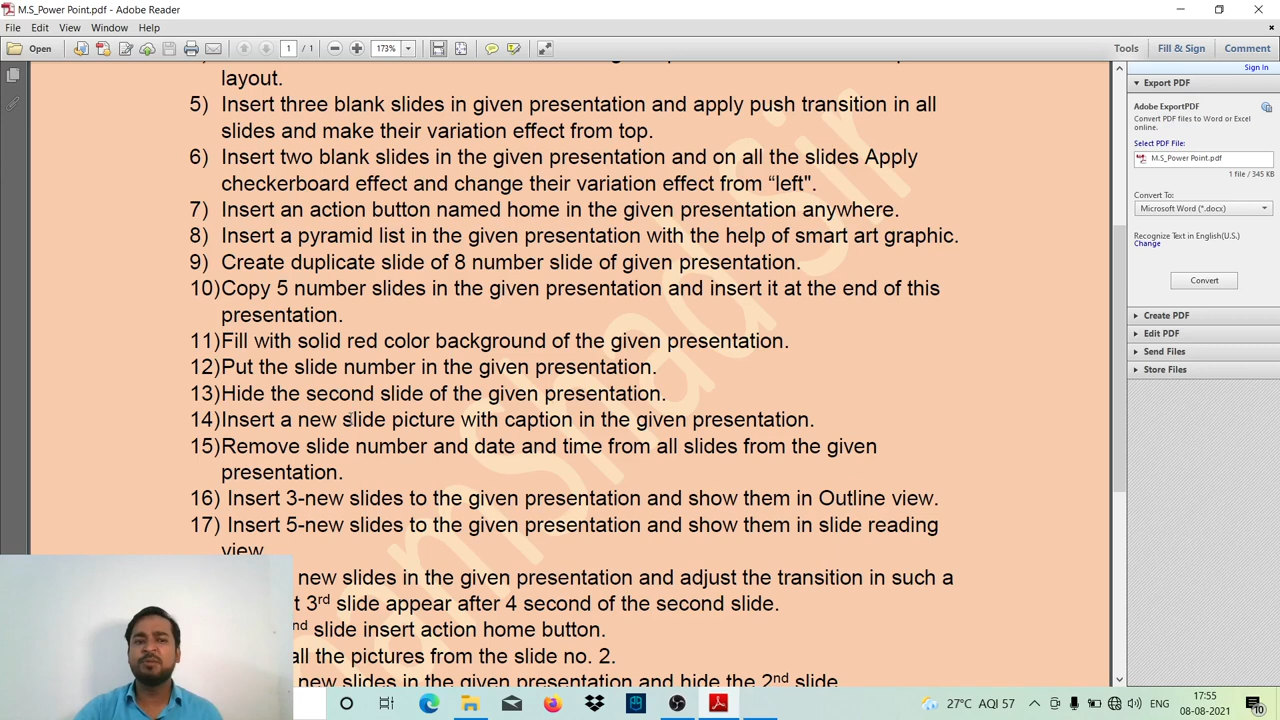 M.S_Power Point.pdf - Adobe Reader
File Edit View Window Help
Open 1 / 1 173% Tools Fill & Sign Comment
Sign In
layout.
5) Insert three blank slides in given presentation and apply push transition in all
slides and make their variation effect from top.
6) Insert two blank slides in the given presentation and on all the slides Apply
checkerboard effect and change their variation effect from “left".
7) Insert an action button named home in the given presentation anywhere.
8) Insert a pyramid list in the given presentation with the help of smart art graphic.
9) Create duplicate slide of 8 number slide of given presentation.
10)Copy 5 number slides in the given presentation and insert it at the end of this
presentation.
11)Fill with solid red color background of the given presentation.
12)Put the slide number in the given presentation.
13)Hide the second slide of the given presentation.
14)Insert a new slide picture with caption in the given presentation.
15)Remove slide number and date and time from all slides from the given
presentation.
16) Insert 3-new slides to the given presentation and show them in Outline view.
17) Insert 5-new slides to the given presentation and show them in slide reading
view
new slides in the given presentation and adjust the transition in such a
t 3rd slide appear after 4 second of the second slide.
nd slide insert action home button.
all the pictures from the slide no. 2.
new slides in the given presentation and hide the 2nd slide
Export PDF
Adobe ExportPDF
Convert PDF files to Word or Excel
online.
Select PDF File:
M.S_Power Point.pdf
1 file / 345 KB
Convert To:
Microsoft Word (*.docx)
Recognize Text in English(U.S.)
Change
Convert
Create PDF
Edit PDF
Send Files
Store Files
27°C AQI 57 ENG 17:55
08-08-2021
10